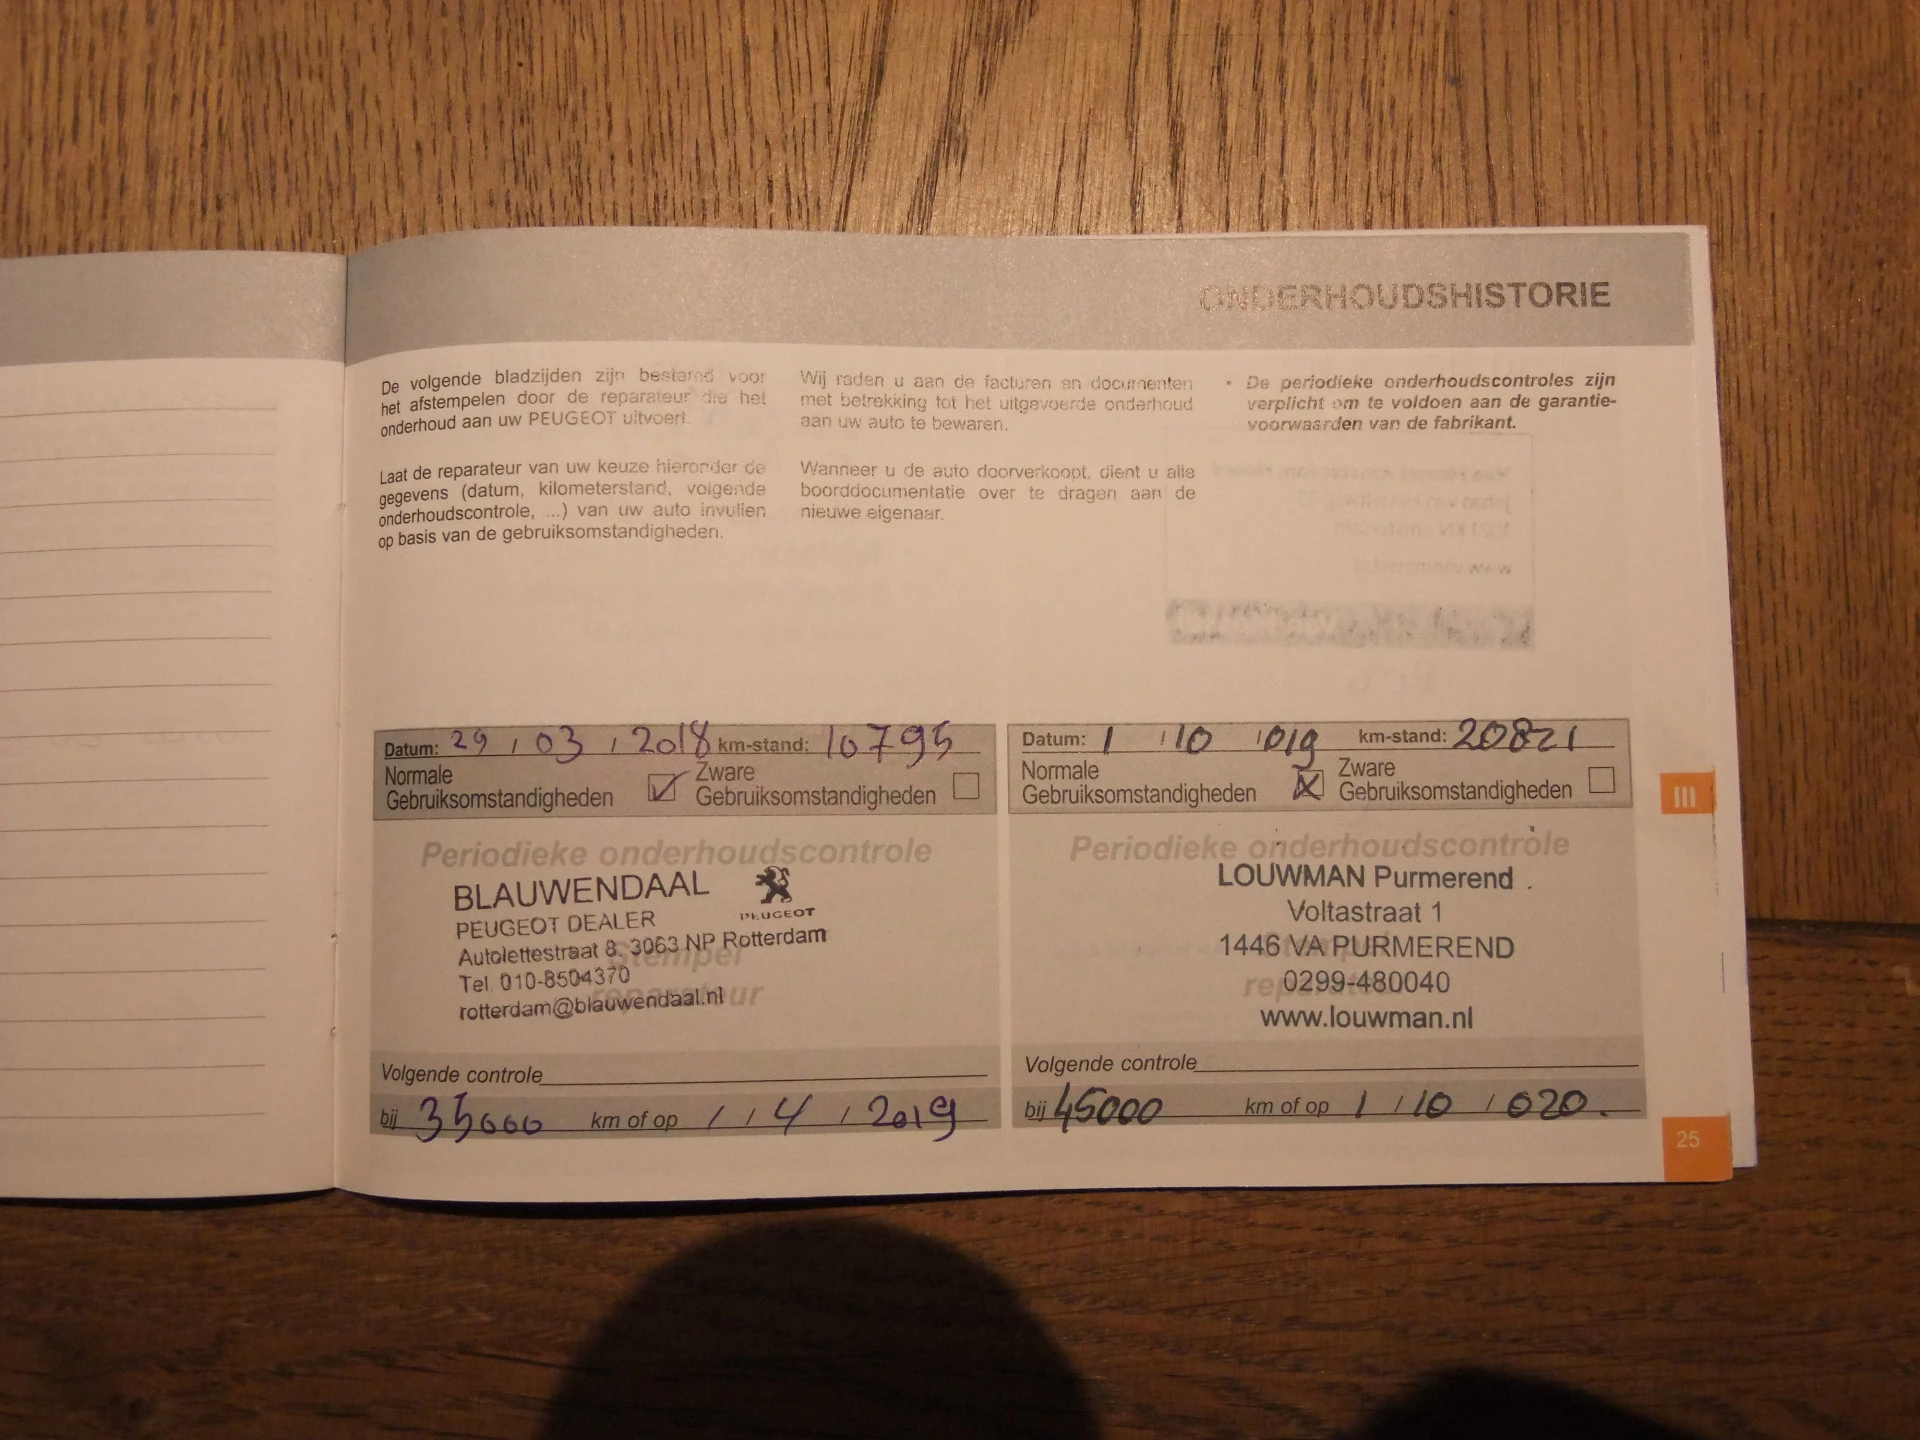 ONDERHOUDSHISTORIE
De volgende bladzijden zijn bestemd voor
het afstempelen door de reparateur die het
onderhoud aan uw PEUGEOT uitvoert.
Laat de reparateur van uw keuze hieronder de
gegevens (datum, kilometerstand, volgende
onderhoudscontrole, ...) van uw auto invullen
op basis van de gebruiksomstandigheden.
Wij raden u aan de facturen en documenten
met betrekking tot het uitgevoerde onderhoud
aan uw auto te bewaren.
Wanneer u de auto doorverkoopt, dient u alle
boorddocumentatie over te dragen aan de
nieuwe eigenaar.
• De periodieke onderhoudscontroles zijn
verplicht om te voldoen aan de garantie-
voorwaarden van de fabrikant.
Datum: 29 / 03 / 2018 km-stand: 10795
Normale
Gebruiksomstandigheden
Zware
Gebruiksomstandigheden
Periodieke onderhoudscontrole
BLAUWENDAAL
PEUGEOT
PEUGEOT DEALER
Autolettestraat 8, 3063 NP Rotterdam
Stempel
Tel. 010-8504370
reparateur
rotterdam@blauwendaal.nl
Volgende controle
bij 35000 km of op 1 / 4 / 2019
Datum: 1 / 10 / 019 km-stand: 20821
Normale
Gebruiksomstandigheden
Zware
Gebruiksomstandigheden
Periodieke onderhoudscontrole
LOUWMAN Purmerend
Voltastraat 1
1446 VA PURMEREND
Stempel
0299-480040
reparateur
www.louwman.nl
Volgende controle
bij 45000 km of op 1 / 10 / 020.
III
25